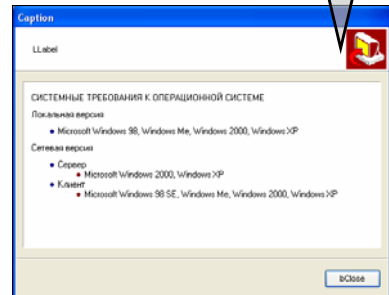 Caption
LLabel
СИСТЕМНЫЕ ТРЕБОВАНИЯ К ОПЕРАЦИОННОЙ СИСТЕМЕ
Локальная версия
• Microsoft Windows 98, Windows Me, Windows 2000, Windows XP
Сетевая версия
• Сервер
• Microsoft Windows 2000, Windows XP
• Клиент
• Microsoft Windows 98 SE, Windows Me, Windows 2000, Windows XP
bClose